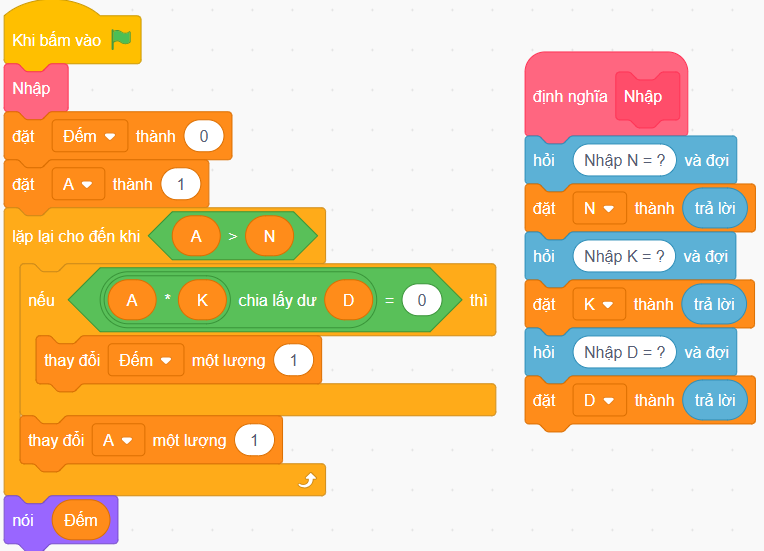 Khi bấm vào
Nhập
đặt Đếm thành 0
đặt A thành 1
lặp lại cho đến khi A > N
nếu A * K chia lấy dư D = 0 thì
thay đổi Đếm một lượng 1
thay đổi A một lượng 1
nói Đếm
định nghĩa Nhập
hỏi Nhập N = ? và đợi
đặt N thành trả lời
hỏi Nhập K = ? và đợi
đặt K thành trả lời
hỏi Nhập D = ? và đợi
đặt D thành trả lời